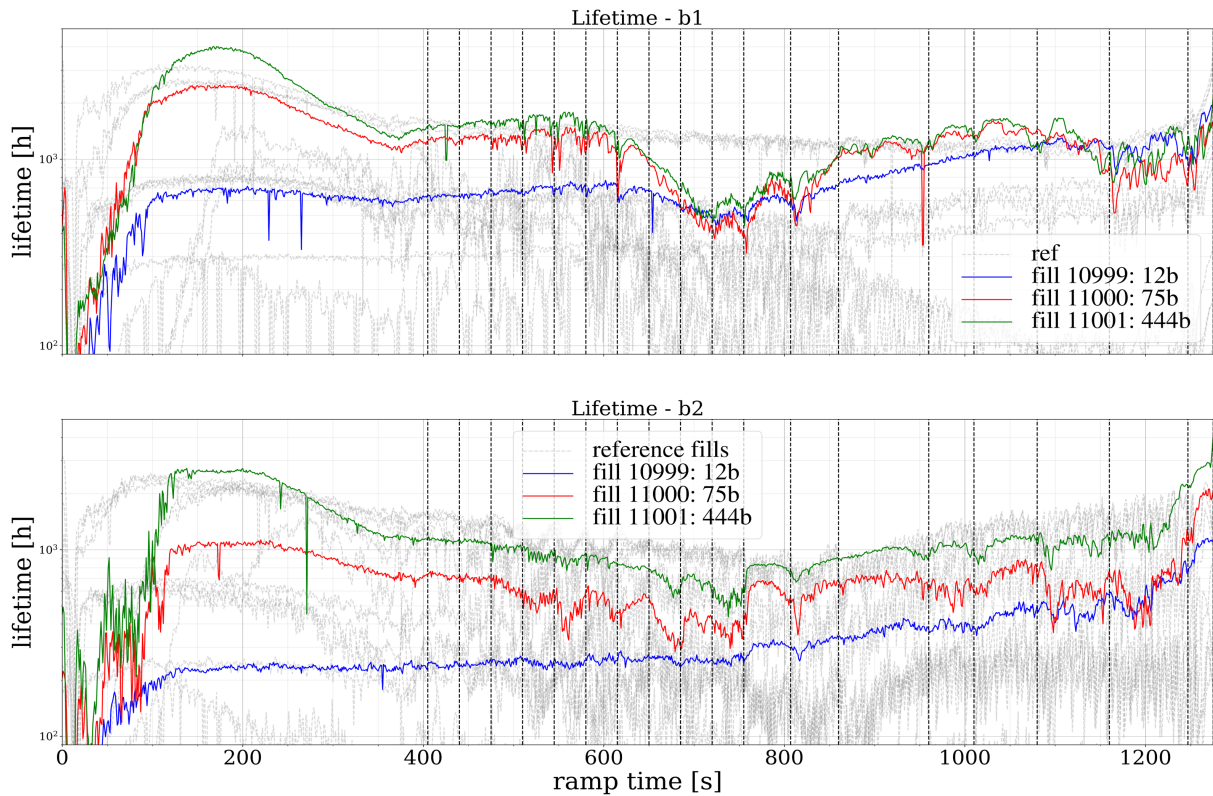 Lifetime - b1
lifetime [h]
10³
10²
ref
fill 10999: 12b
fill 11000: 75b
fill 11001: 444b
Lifetime - b2
lifetime [h]
10³
10²
reference fills
fill 10999: 12b
fill 11000: 75b
fill 11001: 444b
0 200 400 600 800 1000 1200
ramp time [s]